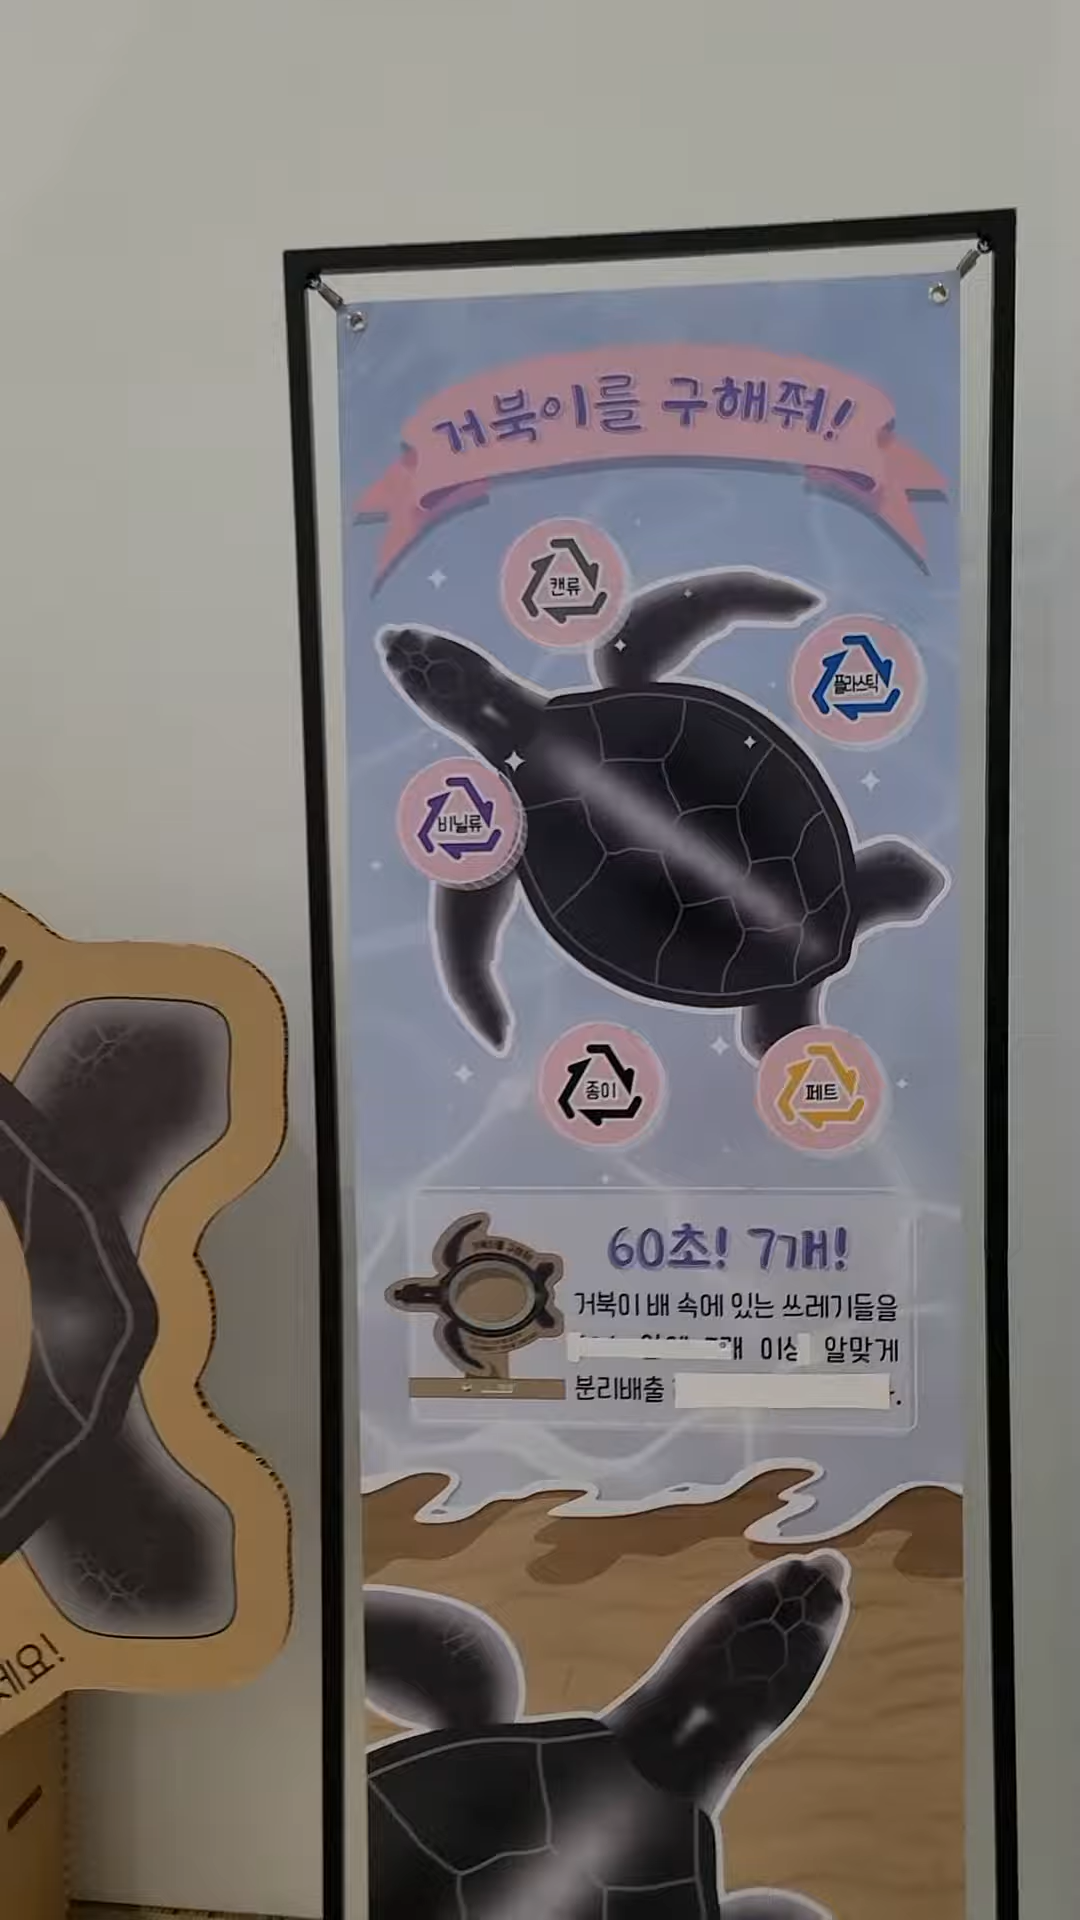 거북이를 구해줘!
캔류
플라스틱
비닐류
종이
페트
60초! 7개!
거북이 배 속에 있는 쓰레기들을
이상 알맞게
분리배출
세요!